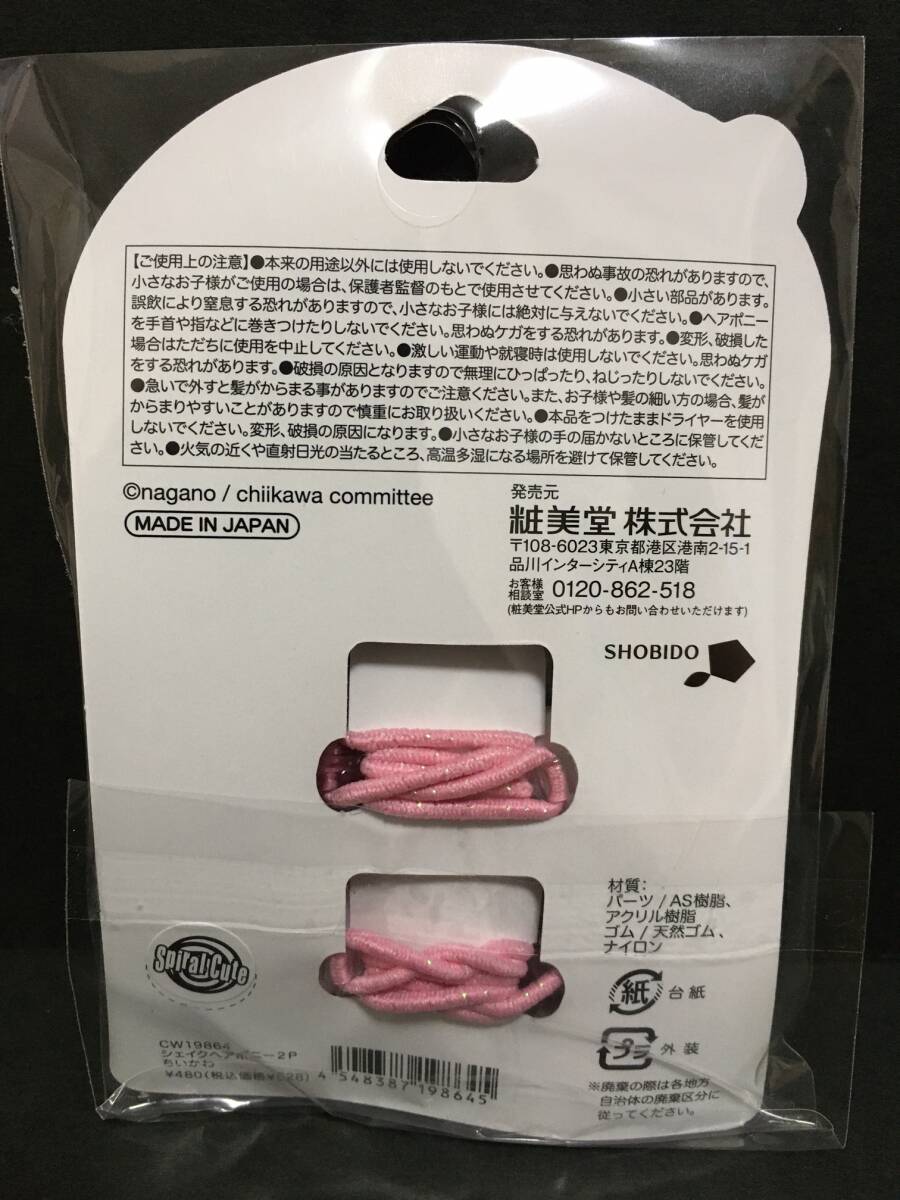 【ご使用上の注意】●本来の用途以外には使用しないでください。●思わぬ事故の恐れがありますので、
小さなお子様がご使用の場合は、保護者監督のもとで使用させてください。●小さい部品があります。
誤飲により窒息する恐れがありますので、小さなお子様には絶対に与えないでください。●ヘアポニー
を手首や指などに巻きつけたりしないでください。思わぬケガをする恐れがあります。●変形、破損した
場合はただちに使用を中止してください。●激しい運動や就寝時は使用しないでください。思わぬケガ
をする恐れがあります。●破損の原因となりますので無理にひっぱったり、ねじったりしないでください。
●急いで外すと髪がからまる事がありますのでご注意ください。また、お子様や髪の細い方の場合、髪が
からまりやすいことがありますので慎重にお取り扱いください。●本品をつけたままドライヤーを使用
しないでください。変形、破損の原因になります。●小さなお子様の手の届かないところに保管してくだ
さい。●火気の近くや直射日光の当たるところ、高温多湿になる場所を避けて保管してください。
©nagano / chiikawa committee
MADE IN JAPAN
発売元
粧美堂 株式会社
〒108-6023東京都港区港南2-15-1
品川インターシティA棟23階
お客様相談室 0120-862-518
(粧美堂公式HPからもお問い合わせいただけます)
SHOBIDO
材質：
パーツ / AS樹脂、
アクリル樹脂
ゴム / 天然ゴム、
ナイロン
紙 台紙
プラ 外装
※廃棄の際は各地方
自治体の廃棄区分に
従ってください。
Spiral Cute
CW19864
シェイクヘアポニー2P
ちいかわ
¥480(税込価格¥528)
4 548387 198645